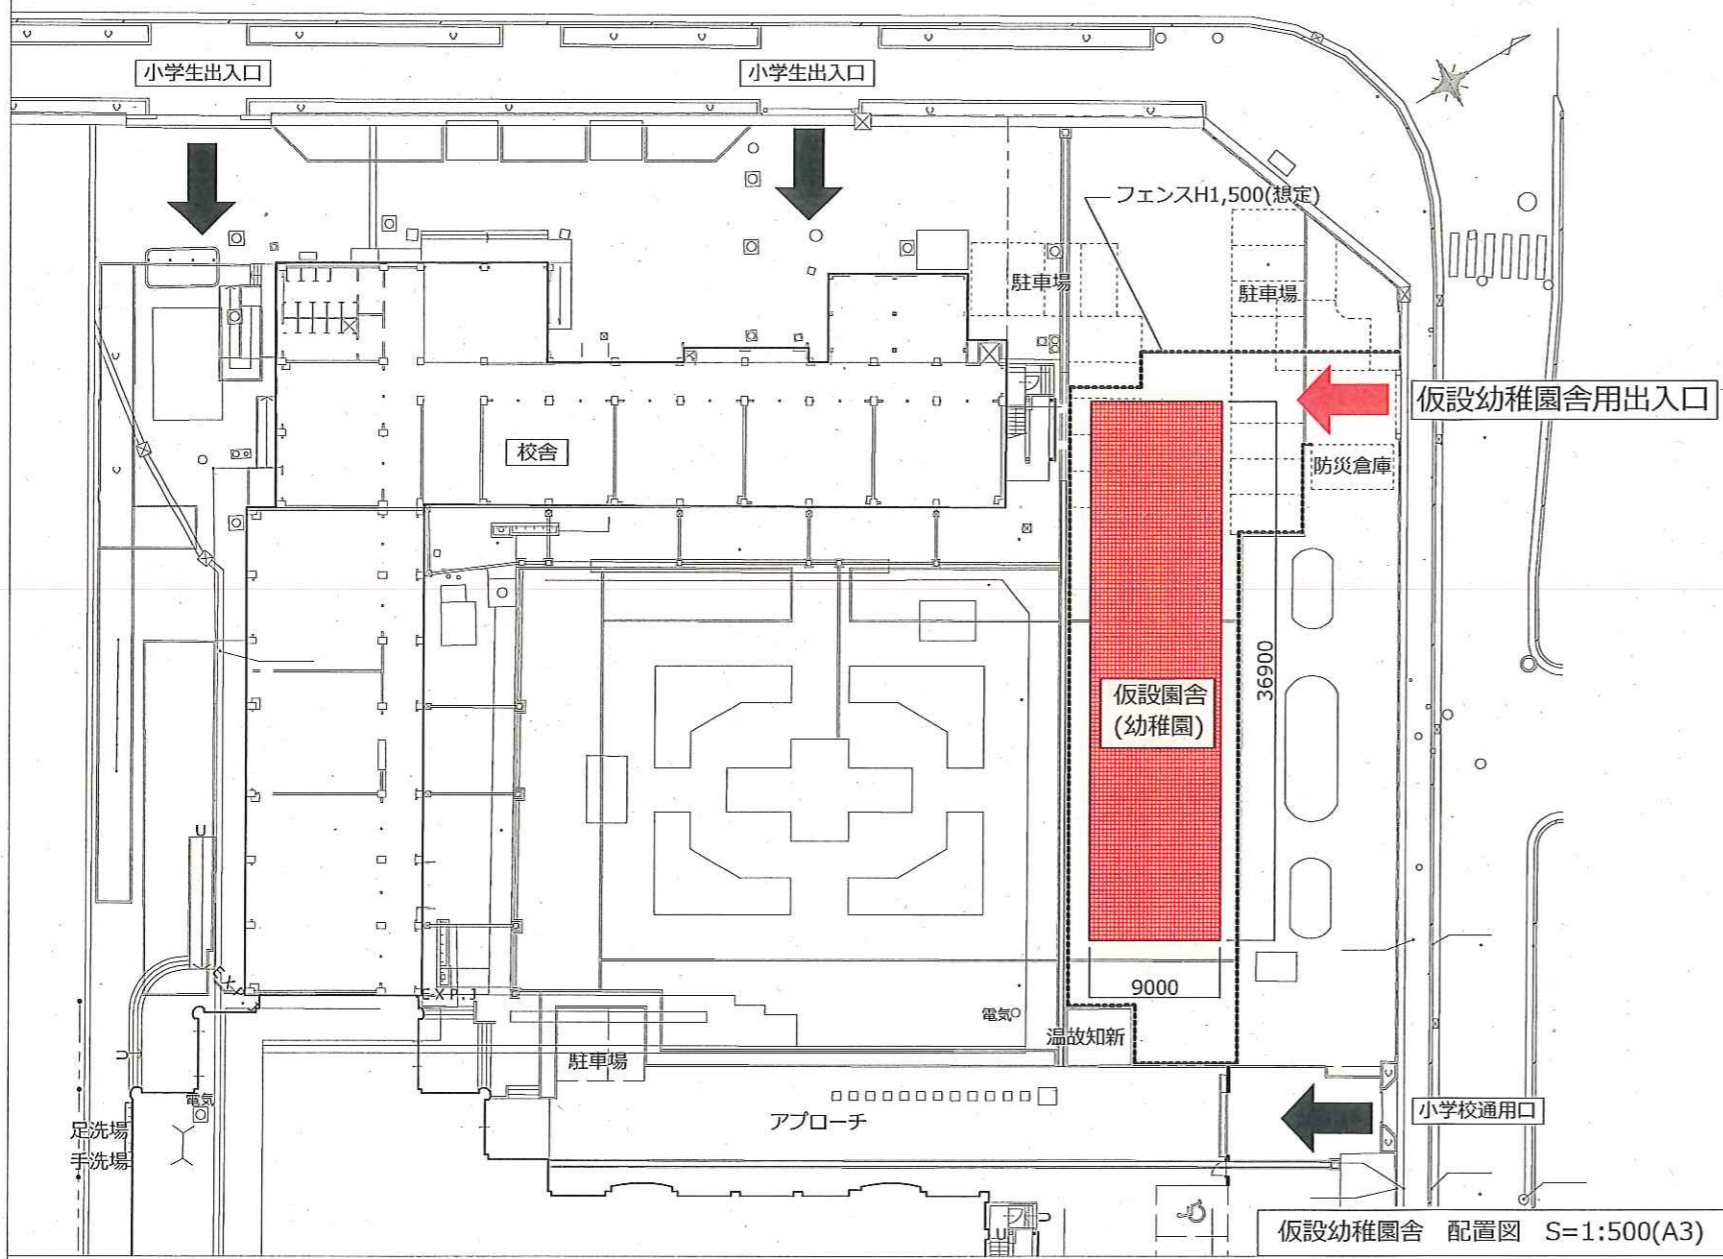 小学生出入口
小学生出入口
フェンスH1,500(想定)
駐車場
駐車場
仮設幼稚園舎用出入口
校舎
防災倉庫
36900
仮設園舎
(幼稚園)
U
EXP.J
EXP.J
9000
電気
温故知新
駐車場
電気
アプローチ
小学校通用口
足洗場
手洗場
U
U
U
仮設幼稚園舎 配置図 S=1:500(A3)